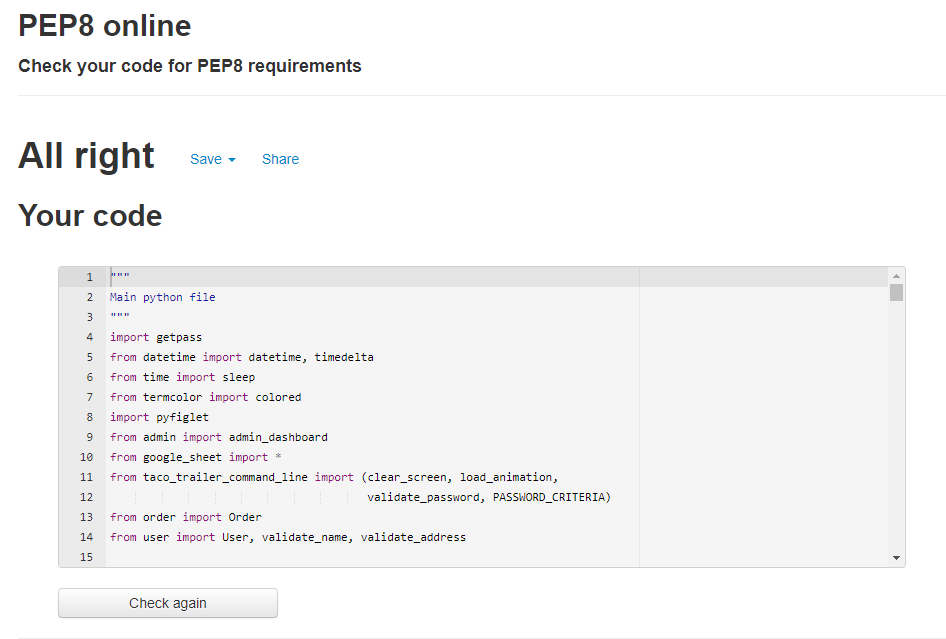 PEP8 online
Check your code for PEP8 requirements
All right Save Share
Your code
1 """
2 Main python file
3 """
4 import getpass
5 from datetime import datetime, timedelta
6 from time import sleep
7 from termcolor import colored
8 import pyfiglet
9 from admin import admin_dashboard
10 from google_sheet import *
11 from taco_trailer_command_line import (clear_screen, load_animation,
12 validate_password, PASSWORD_CRITERIA)
13 from order import Order
14 from user import User, validate_name, validate_address
15
Check again